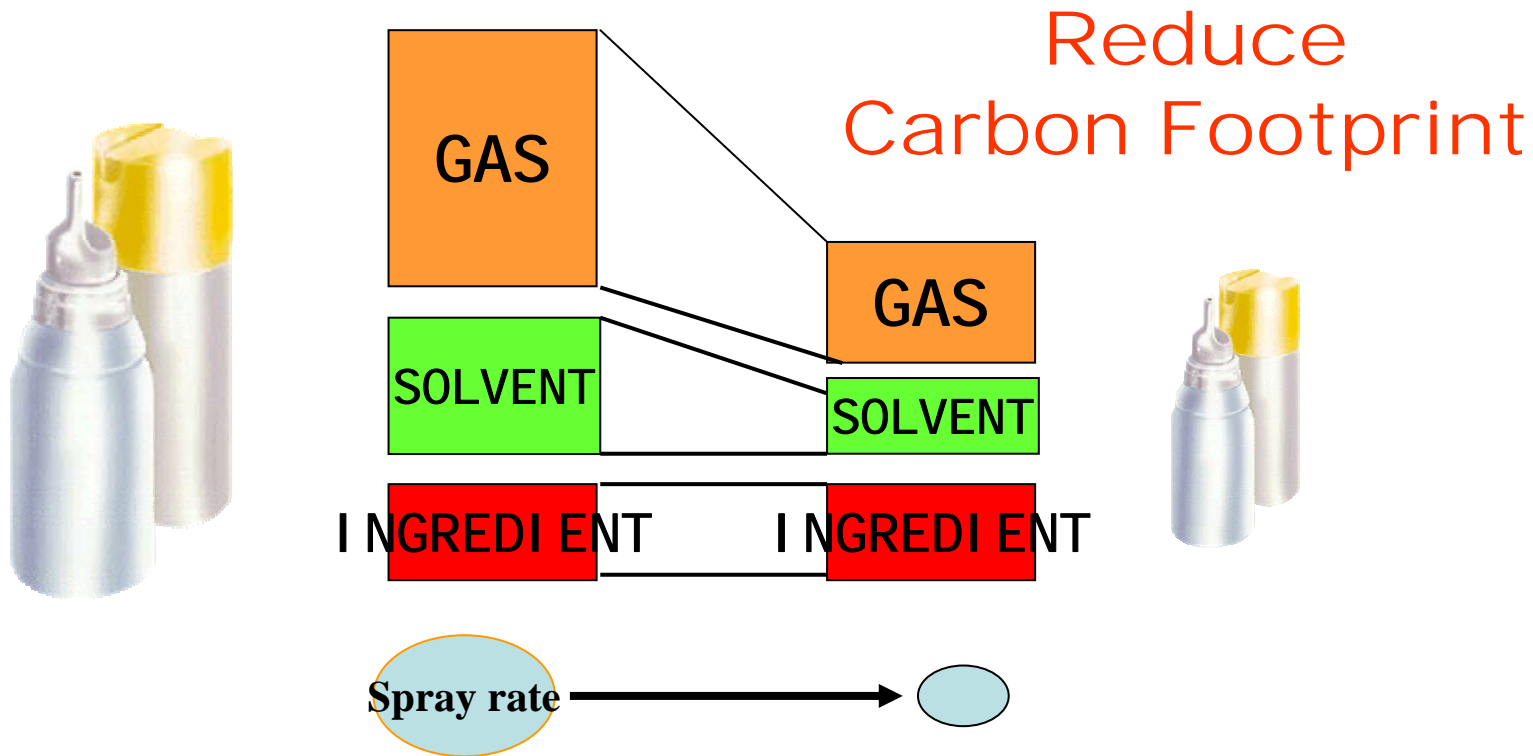 Reduce
Carbon Footprint
GAS
GAS
SOLVENT
SOLVENT
INGREDIENT
INGREDIENT
Spray rate